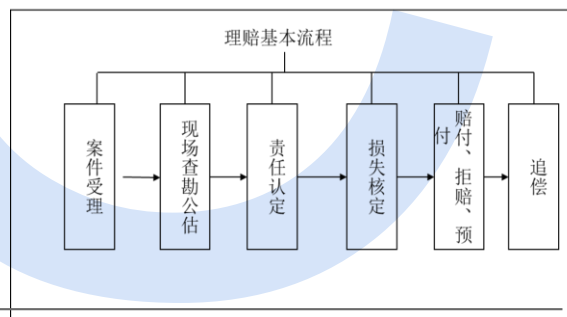 理赔基本流程
案件受理
现场查勘公估
责任认定
损失核定
赔付、拒赔、预
付
追偿